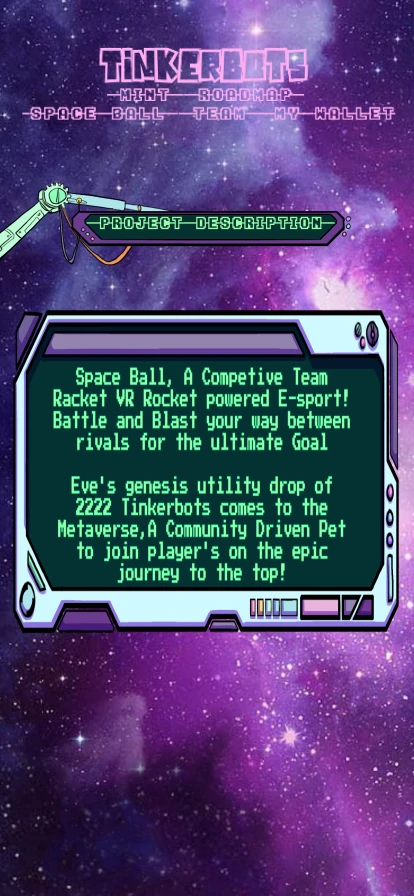 TiNKERBOTS
MINT ROADMAP
SPACE BALL TEAM MY WALLET
PROJECT DESCRIPTION
Space Ball, A Competive Team
Racket VR Rocket powered E-sport!
Battle and Blast your way between
rivals for the ultimate Goal
Eve's genesis utility drop of
2222 Tinkerbots comes to the
Metaverse,A Community Driven Pet
to join player's on the epic
journey to the top!